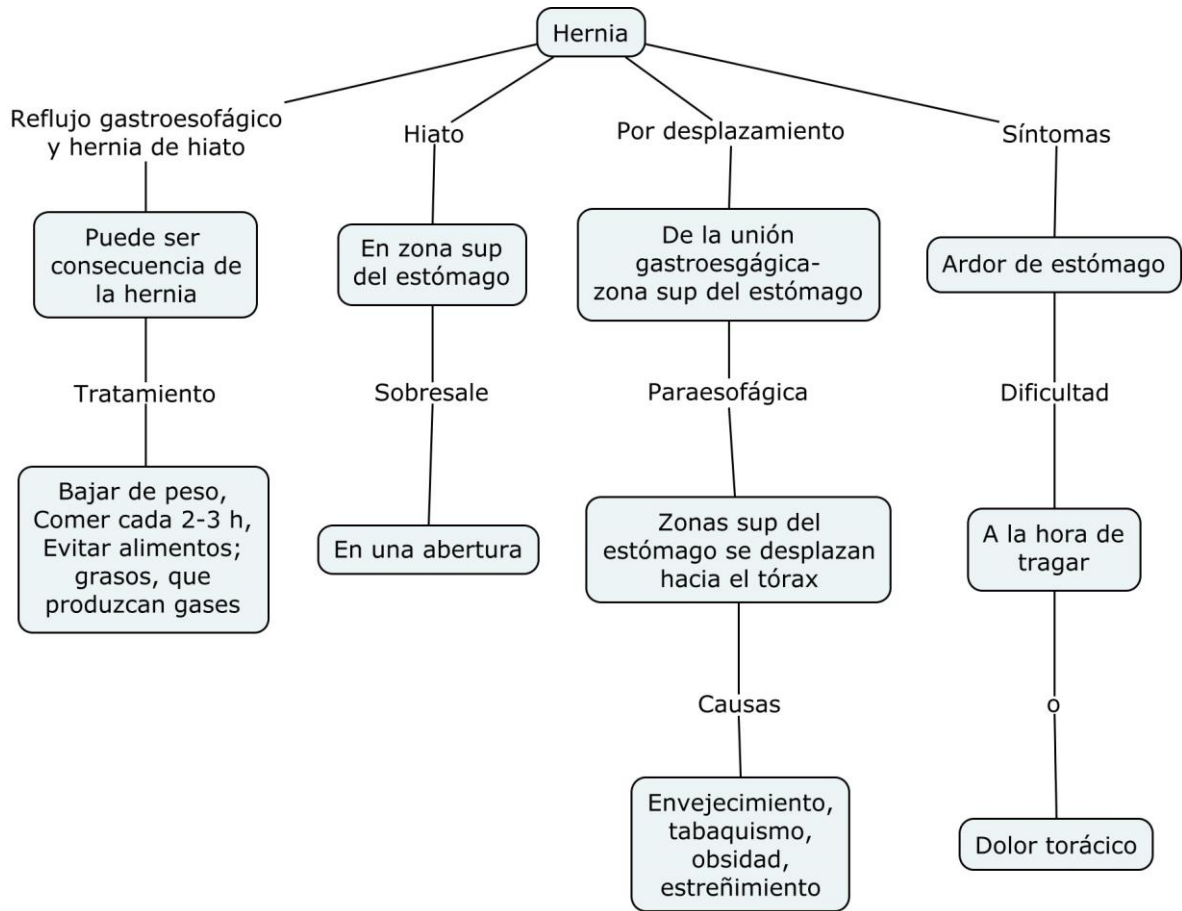 Hernia
Reflujo gastroesofágico
y hernia de hiato
Hiato
Por desplazamiento
Síntomas
Puede ser
consecuencia de
la hernia
En zona sup
del estómago
De la unión
gastroesgágica-
zona sup del estómago
Ardor de estómago
Tratamiento
Sobresale
Paraesofágica
Dificultad
Bajar de peso,
Comer cada 2-3 h,
Evitar alimentos;
grasos, que
produzcan gases
En una abertura
Zonas sup del
estómago se desplazan
hacia el tórax
A la hora de
tragar
Causas
o
Envejecimiento,
tabaquismo,
obsidad,
estreñimiento
Dolor torácico